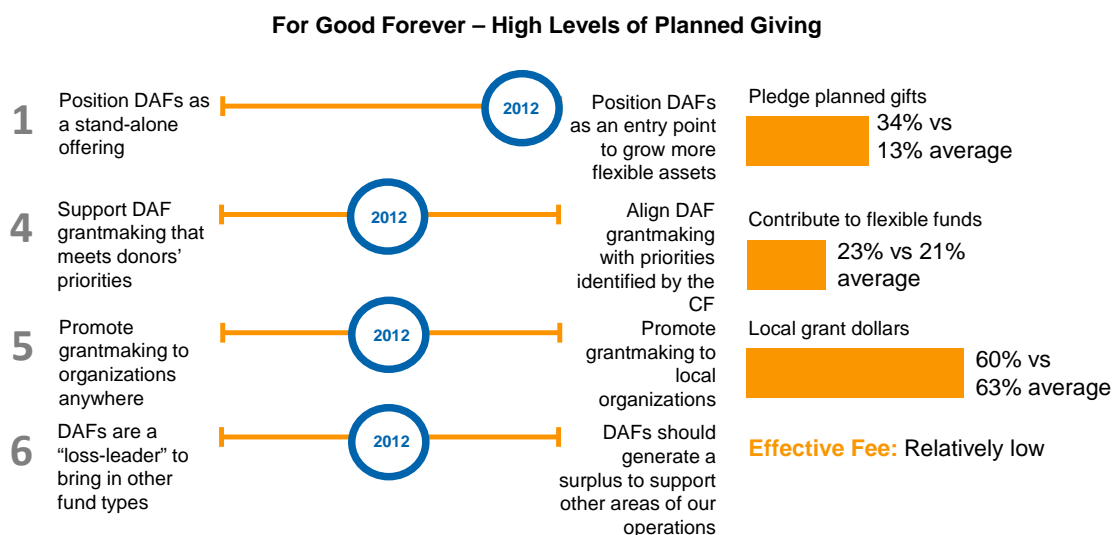 For Good Forever – High Levels of Planned Giving
1
Position DAFs as
a stand-alone
offering
2012
Position DAFs
as an entry point
to grow more
flexible assets
Pledge planned gifts
34% vs
13% average
4
Support DAF
grantmaking that
meets donors’
priorities
2012
Align DAF
grantmaking
with priorities
identified by the
CF
Contribute to flexible funds
23% vs 21%
average
5
Promote
grantmaking to
organizations
anywhere
2012
Promote
grantmaking to
local
organizations
Local grant dollars
60% vs
63% average
6
DAFs are a
“loss-leader” to
bring in other
fund types
2012
DAFs should
generate a
surplus to support
other areas of our
operations
Effective Fee: Relatively low